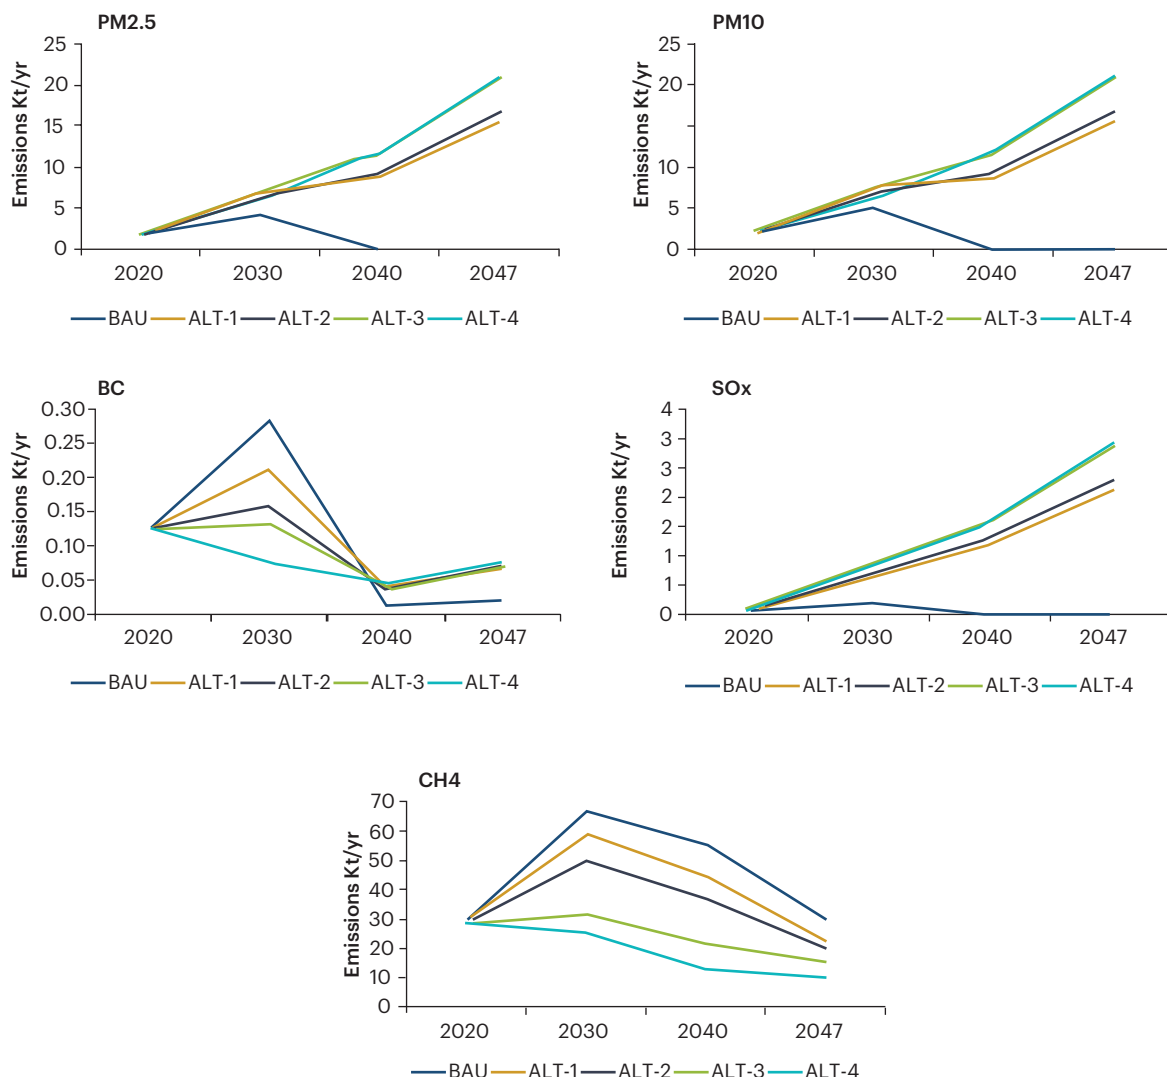 PM2.5
Emissions Kt/yr
25
20
15
10
5
0
2020 2030 2040 2047
BAU ALT-1 ALT-2 ALT-3 ALT-4
PM10
Emissions Kt/yr
25
20
15
10
5
0
2020 2030 2040 2047
BAU ALT-1 ALT-2 ALT-3 ALT-4
BC
Emissions Kt/yr
0.30
0.25
0.20
0.15
0.10
0.05
0.00
2020 2030 2040 2047
BAU ALT-1 ALT-2 ALT-3 ALT-4
SOx
Emissions Kt/yr
4
3
3
2
2
1
1
0
2020 2030 2040 2047
BAU ALT-1 ALT-2 ALT-3 ALT-4
CH4
Emissions Kt/yr
70
60
50
40
30
20
10
0
2020 2030 2040 2047
BAU ALT-1 ALT-2 ALT-3 ALT-4